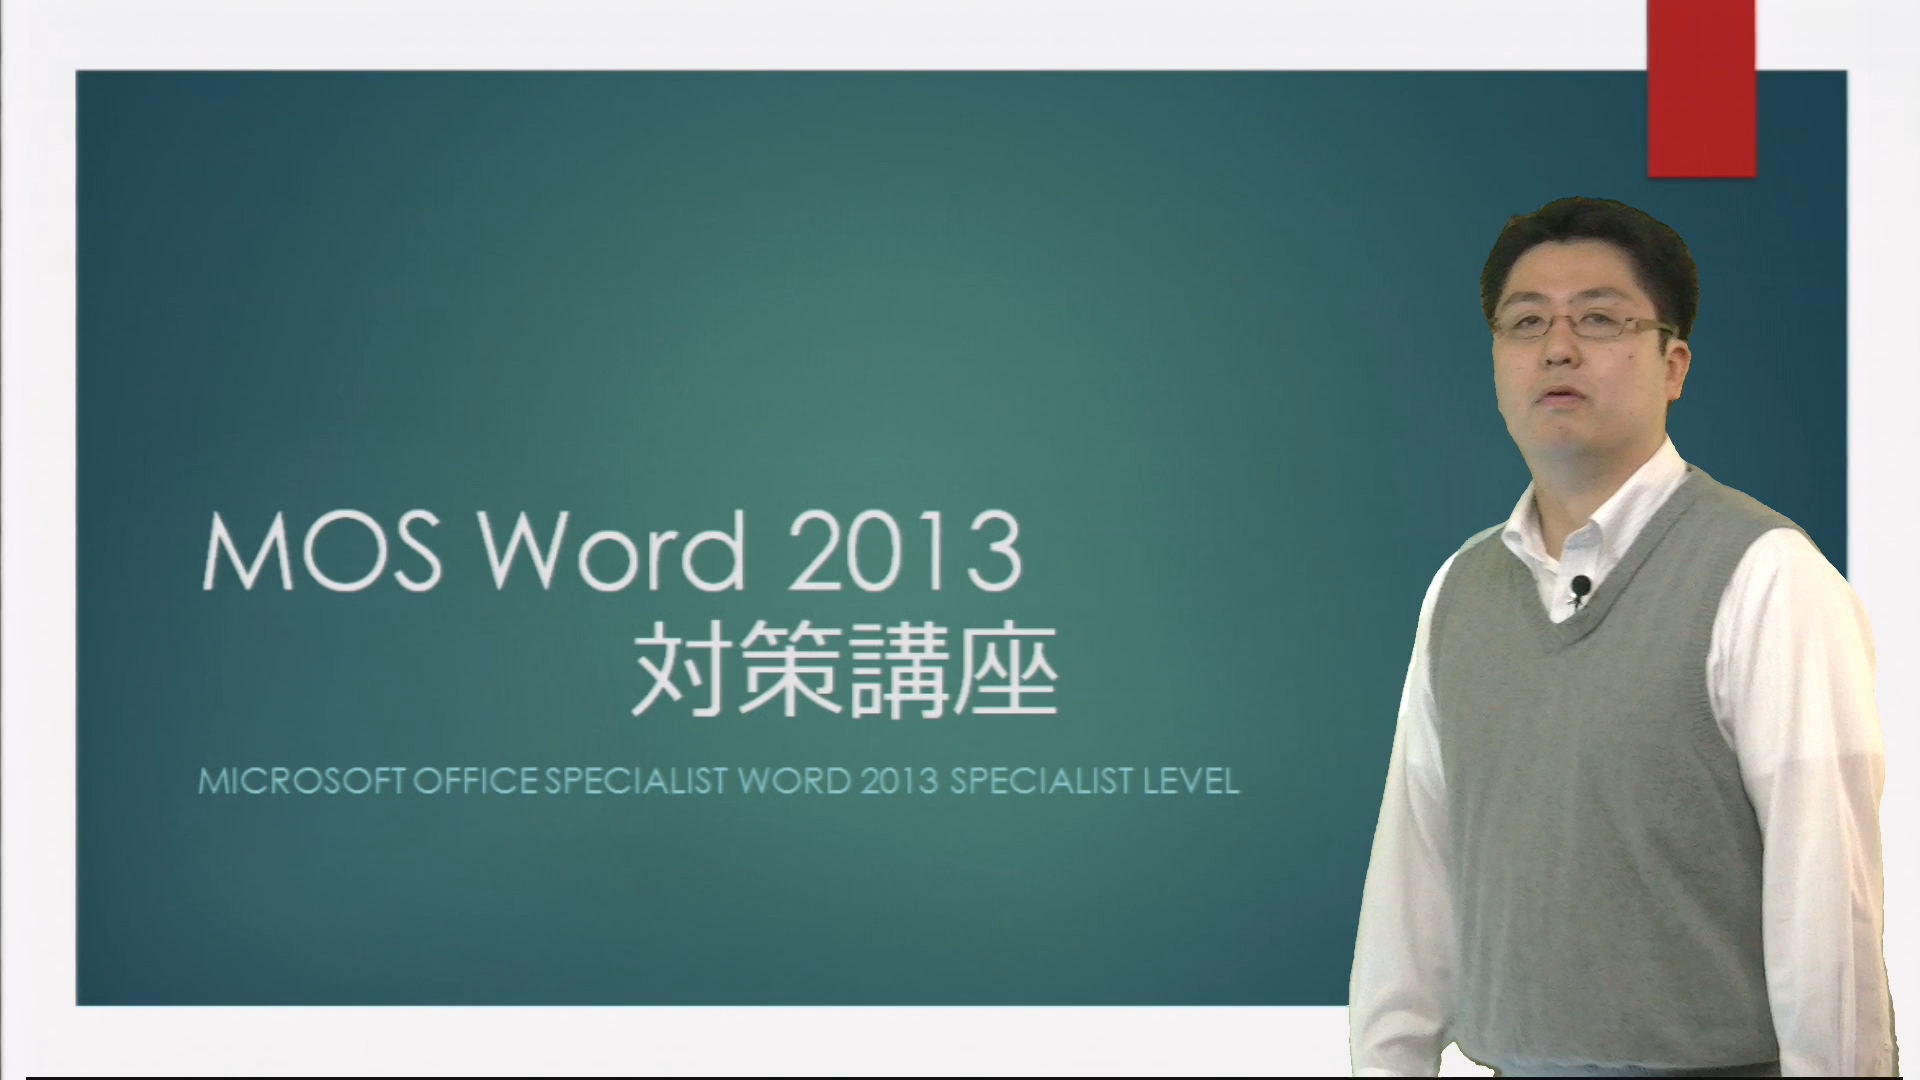 MOS Word 2013
対策講座
MICROSOFT OFFICE SPECIALIST WORD 2013 SPECIALIST LEVEL